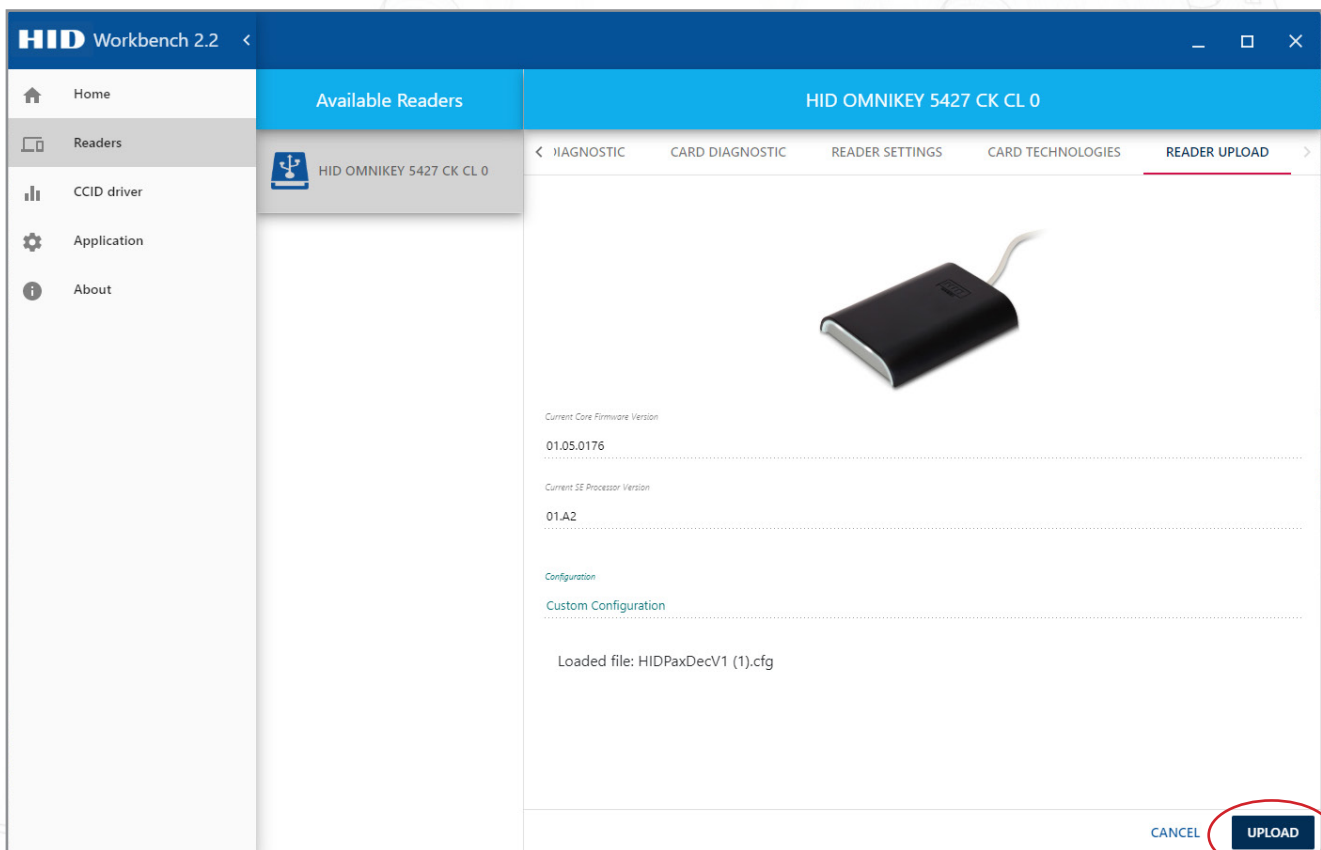 HID Workbench 2.2
Home
Readers
CCID driver
Application
About
Available Readers
HID OMNIKEY 5427 CK CL 0
HID OMNIKEY 5427 CK CL 0
DIAGNOSTIC CARD DIAGNOSTIC READER SETTINGS CARD TECHNOLOGIES READER UPLOAD
HID
Current Core Firmware Version
01.05.0176
Current SE Processor Version
01.A2
Configuration
Custom Configuration
Loaded file: HIDPaxDecV1 (1).cfg
CANCEL UPLOAD